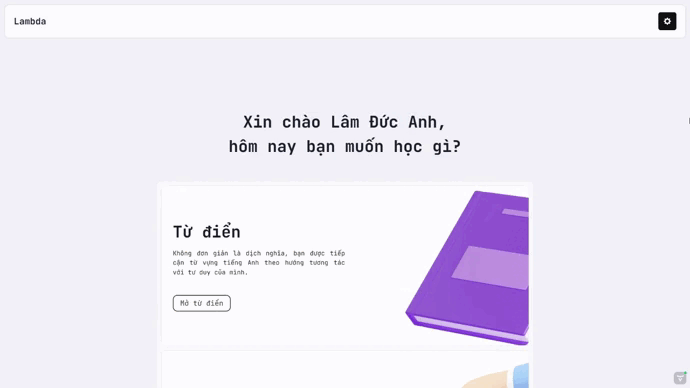 Lambda
Xin chào Lâm Đức Anh,
hôm nay bạn muốn học gì?
Từ điển
Không đơn giản là dịch nghĩa, bạn được tiếp
cận từ vựng tiếng Anh theo hướng tương tác
với tư duy của mình.
Mở từ điển